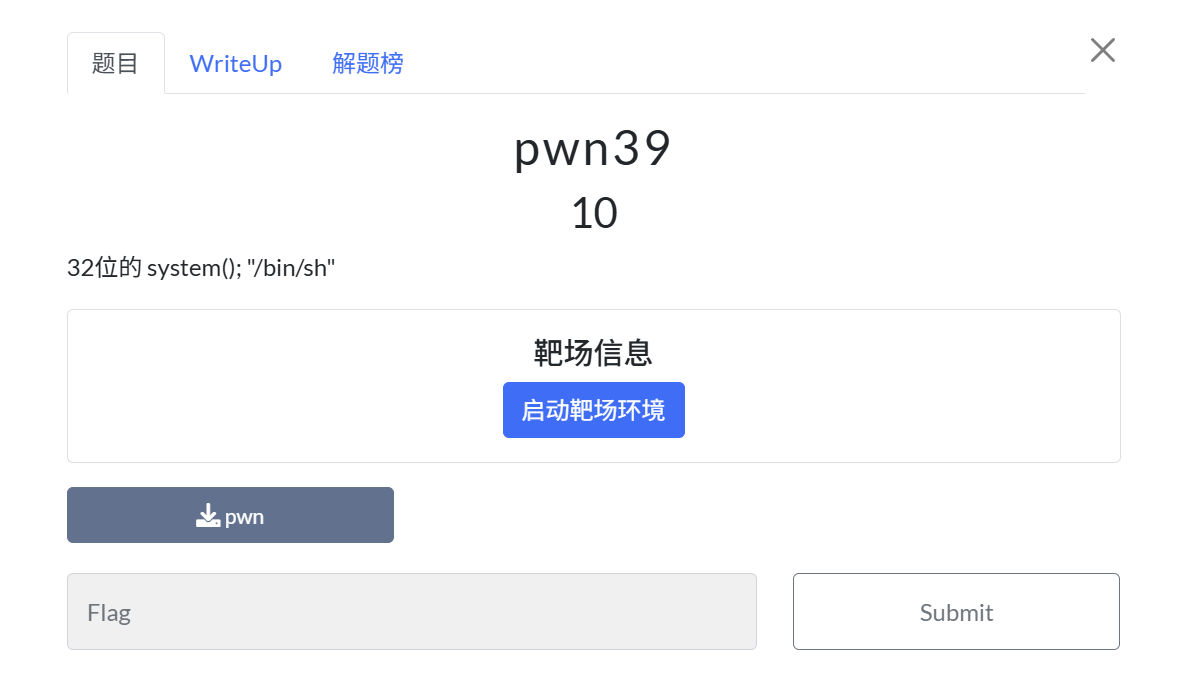 题目 WriteUp 解题榜
pwn39
10
32位的 system(); "/bin/sh"
靶场信息
启动靶场环境
pwn
Flag Submit